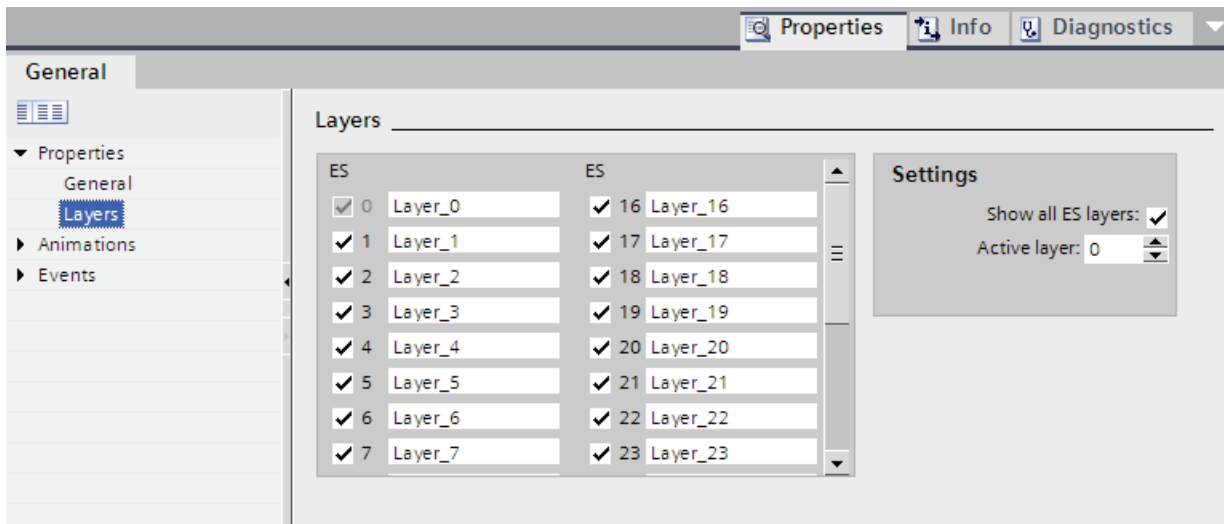 Properties Info Diagnostics
General
Layers
Properties
General
Layers
Animations
Events
ES ES
0 Layer_0 16 Layer_16
1 Layer_1 17 Layer_17
2 Layer_2 18 Layer_18
3 Layer_3 19 Layer_19
4 Layer_4 20 Layer_20
5 Layer_5 21 Layer_21
6 Layer_6 22 Layer_22
7 Layer_7 23 Layer_23
Settings
Show all ES layers:
Active layer: 0